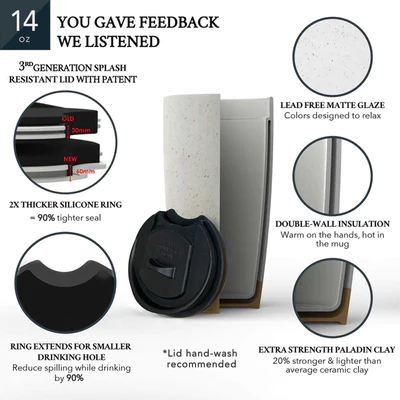 14
OZ
YOU GAVE FEEDBACK
WE LISTENED
3RD GENERATION SPLASH
RESISTANT LID WITH PATENT
OLD
30mm
NEW
60mm
2X THICKER SILICONE RING
= 90% tighter seal
RING EXTENDS FOR SMALLER
DRINKING HOLE
Reduce spilling while drinking
by 90%
*Lid hand-wash
recommended
LEAD FREE MATTE GLAZE
Colors designed to relax
DOUBLE-WALL INSULATION
Warm on the hands, hot in
the mug
EXTRA STRENGTH PALADIN CLAY
20% stronger & lighter than
average ceramic clay